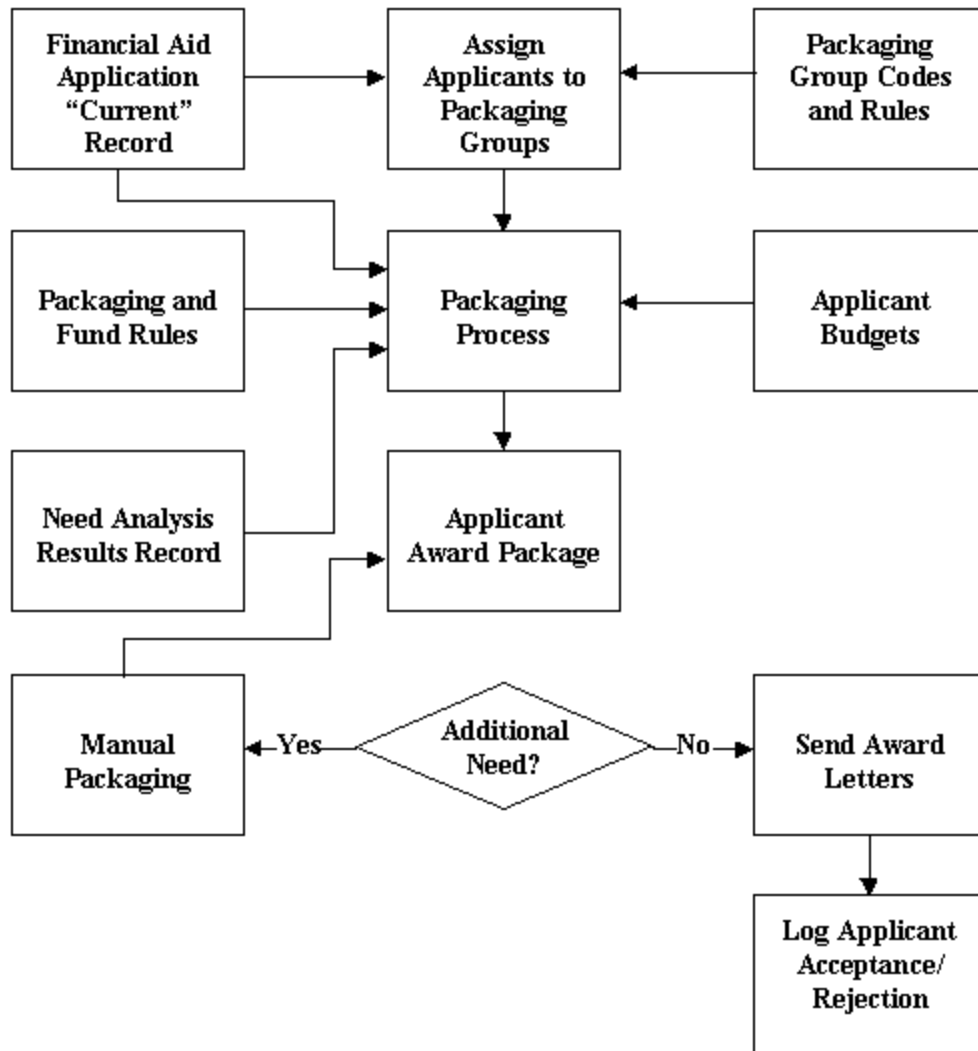 Financial Aid
Application
“Current”
Record
Assign
Applicants to
Packaging
Groups
Packaging
Group Codes
and Rules
Packaging and
Fund Rules
Packaging
Process
Applicant
Budgets
Need Analysis
Results Record
Applicant
Award Package
Manual
Packaging
Yes
Additional
Need?
No
Send Award
Letters
Log Applicant
Acceptance/
Rejection